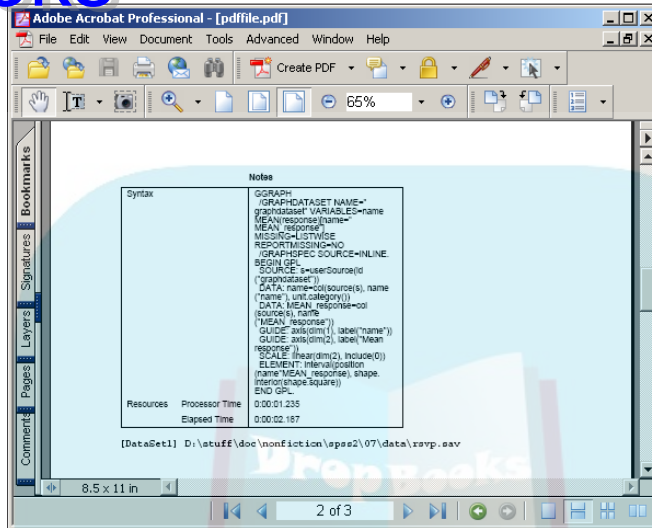 Adobe Acrobat Professional - [pdffile.pdf]
File Edit View Document Tools Advanced Window Help
Create PDF
65%
Bookmarks
Signatures
Layers
Pages
Comments
Notes
Syntax
GGRAPH
/GRAPHDATASET NAME="
graphdataset" VARIABLES=name
MEAN(response)[name="
MEAN_response"]
MISSING=LISTWISE
REPORTMISSING=NO
/GRAPHSPEC SOURCE=INLINE.
BEGIN GPL
SOURCE: s=userSource(id
("graphdataset"))
DATA: name=col(source(s), name
("name"), unit.category())
DATA: MEAN_response=col
(source(s), name
("MEAN_response"))
GUIDE: axis(dim(1), label("name"))
GUIDE: axis(dim(2), label("Mean
response"))
SCALE: linear(dim(2), include(0))
ELEMENT: interval(position
(name*MEAN_response), shape.
interior(shape.square))
END GPL.
Resources Processor Time 0:00:01.235
Elapsed Time 0:00:02.187
[DataSet1] D:\stuff\doc\nonfiction\spss2\07\data\rsvp.sav
DropBooks
8.5 x 11 in
2 of 3